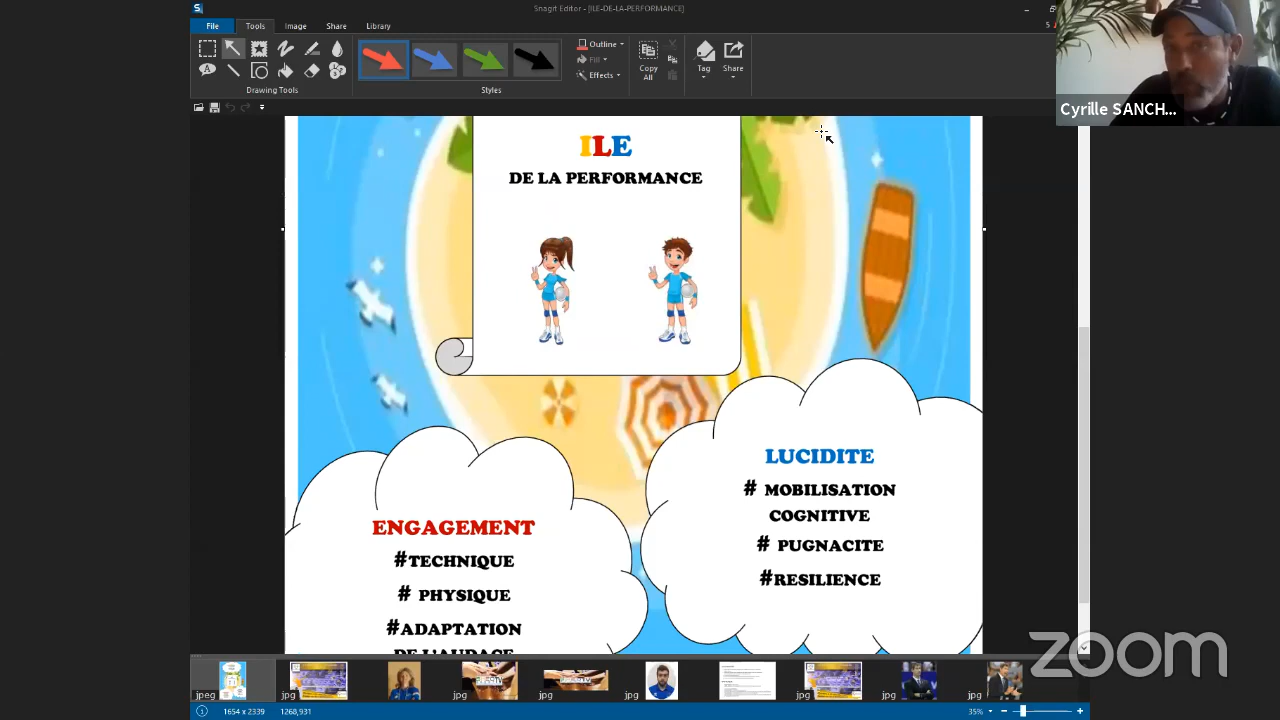 Snagit Editor - [ILE-DE-LA-PERFORMANCE]
File Tools Image Share Library
Outline
Fill
Effects
Copy All
Tag
Share
Drawing Tools
Styles
Cyrille SANCH...
ILE
DE LA PERFORMANCE
LUCIDITE
# MOBILISATION
COGNITIVE
# PUGNACITE
#RESILIENCE
ENGAGEMENT
#TECHNIQUE
# PHYSIQUE
#ADAPTATION
DE L'AUDACE
jpg jpg jpg jpg jpg jpg jpg jpg
zoom
1654 x 2339 1268,931
35%